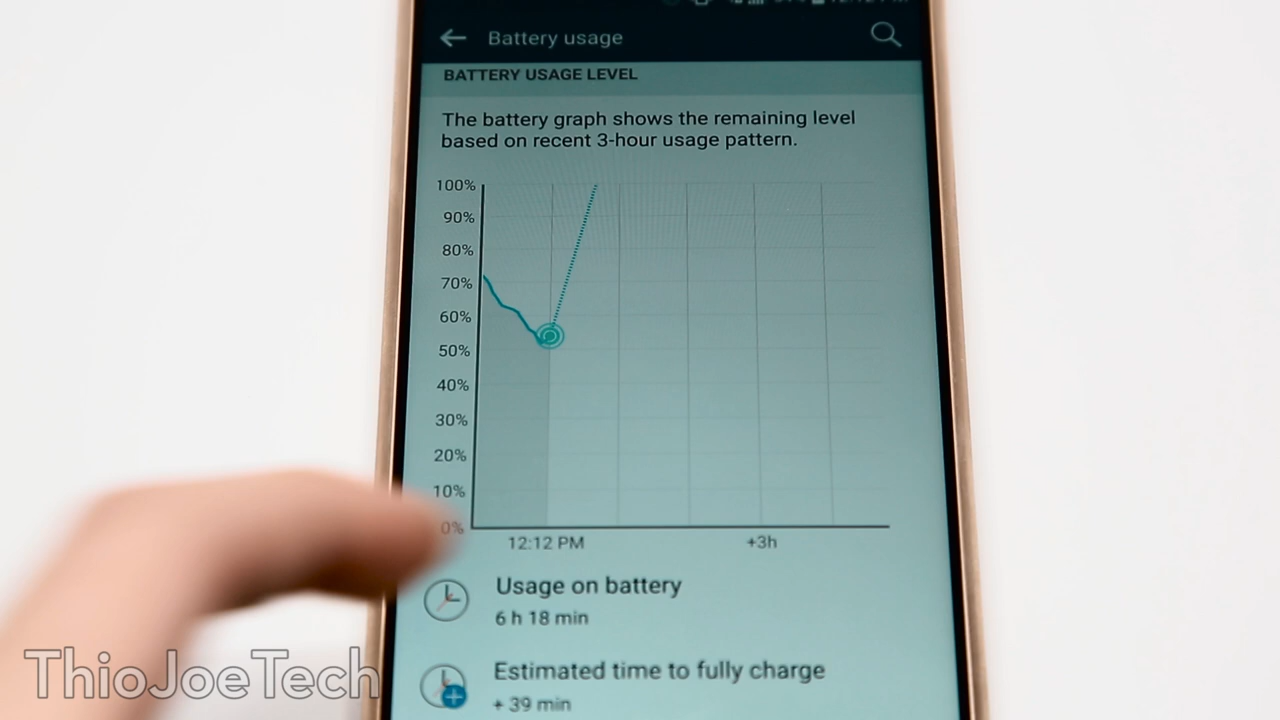 Battery usage
BATTERY USAGE LEVEL
The battery graph shows the remaining level
based on recent 3-hour usage pattern.
100%
90%
80%
70%
60%
50%
40%
30%
20%
10%
0%
12:12 PM +3h
Usage on battery
6 h 18 min
Estimated time to fully charge
+ 39 min
ThioJoeTech